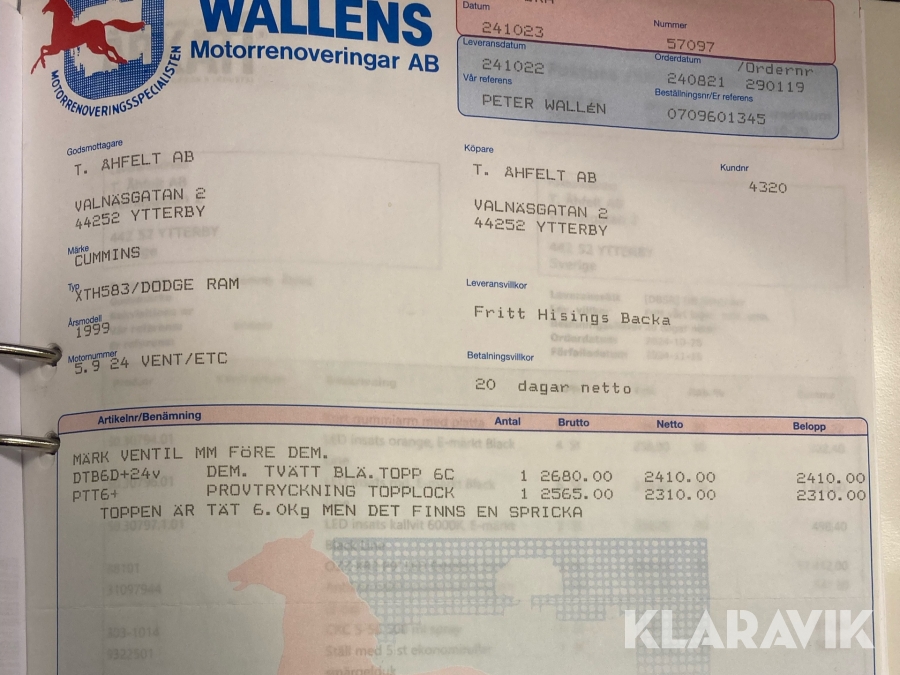 WALLENS
Motorrenoveringar AB
MOTORRENOVERINGSSPECIALISTEN
Datum
241023
Nummer
57097
Leveransdatum
241022
Orderdatum
/Ordernr
240821 290119
Vår referens
PETER WALLÉN
Beställningsnr/Er referens
0709601345
Godsmottagare
T. ÅHFELT AB
VALNÄSGATAN 2
44252 YTTERBY
Köpare
T. ÅHFELT AB
VALNÄSGATAN 2
44252 YTTERBY
Kundnr
4320
Märke
CUMMINS
Typ
XTH583/DODGE RAM
Årsmodell
1999
Motornummer
5.9 24 VENT/ETC
Leveransvillkor
Fritt Hisings Backa
Betalningsvillkor
20 dagar netto
Artikelnr/Benämning Antal Brutto Netto Belopp
MÄRK VENTIL MM FÖRE DEM.
DTB6D+24v DEM. TVÄTT BLÄ.TOPP 6C 1 2680.00 2410.00 2410.00
PTT6+ PROVTRYCKNING TOPPLOCK 1 2565.00 2310.00 2310.00
TOPPEN ÄR TÄT 6.0Kg MEN DET FINNS EN SPRICKA
KLARAVIK